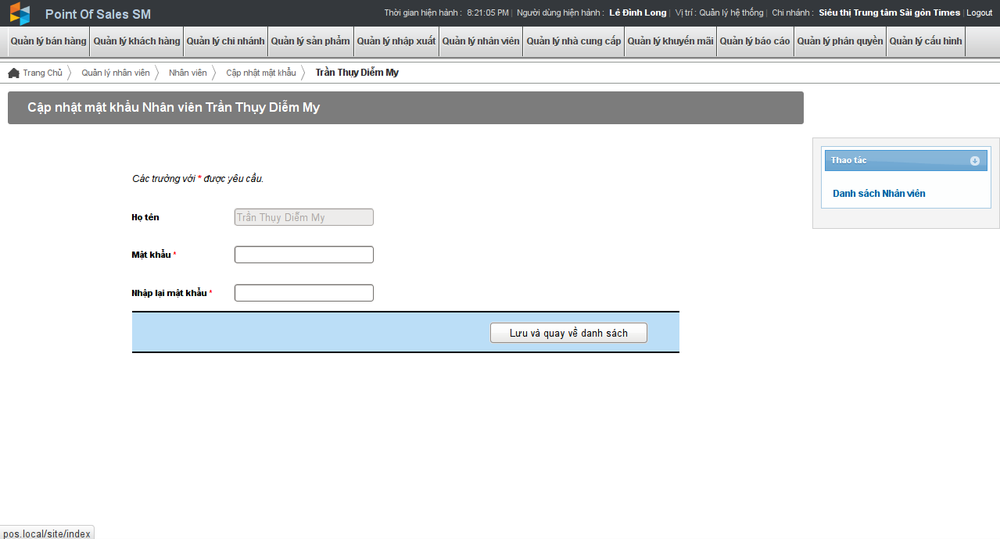 Point Of Sales SM
Thời gian hiện hành : 8:21:05 PM | Người dùng hiện hành : Lê Đình Long | Vị trí : Quản lý hệ thống | Chi nhánh : Siêu thị Trung tâm Sài gòn Times | Logout
Quản lý bán hàng Quản lý khách hàng Quản lý chi nhánh Quản lý sản phẩm Quản lý nhập xuất Quản lý nhân viên Quản lý nhà cung cấp Quản lý khuyến mãi Quản lý báo cáo Quản lý phân quyền Quản lý cấu hình
Trang Chủ Quản lý nhân viên Nhân viên Cập nhật mật khẩu Trần Thụy Diễm My
Cập nhật mật khẩu Nhân viên Trần Thụy Diễm My
Thao tác
Danh sách Nhân viên
Các trường với * được yêu cầu.
Họ tên Trần Thụy Diễm My
Mật khẩu *
Nhập lại mật khẩu *
Lưu và quay về danh sách
pos.local/site/index